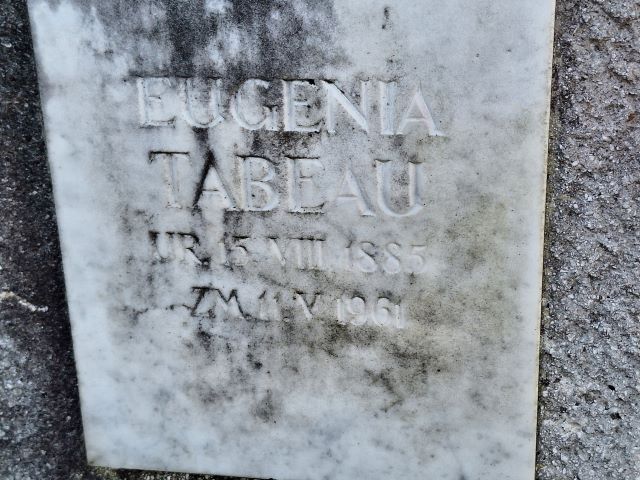 EUGENIA
TABEAU
UR. 15 VIII 1885
ZM. 11 V 1961